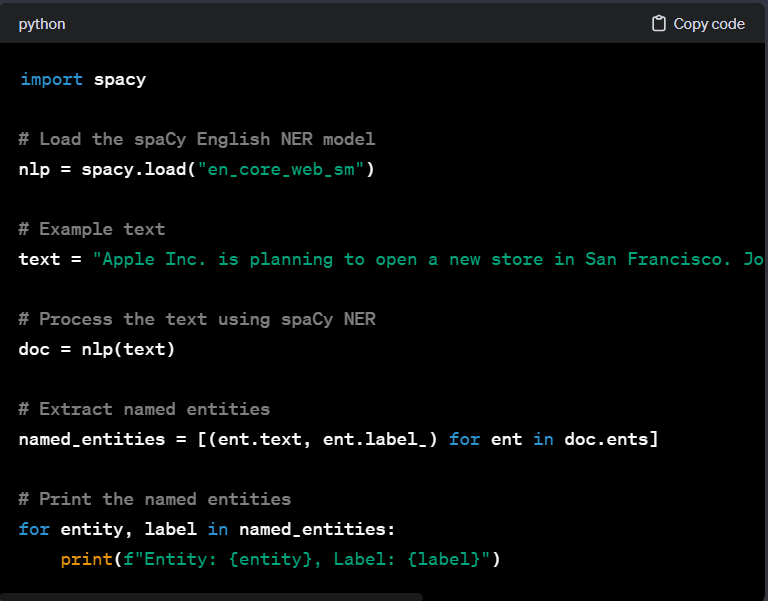 python
Copy code
import spacy
# Load the spaCy English NER model
nlp = spacy.load("en_core_web_sm")
# Example text
text = "Apple Inc. is planning to open a new store in San Francisco. Jo
# Process the text using spaCy NER
doc = nlp(text)
# Extract named entities
named_entities = [(ent.text, ent.label_) for ent in doc.ents]
# Print the named entities
for entity, label in named_entities:
    print(f"Entity: {entity}, Label: {label}")